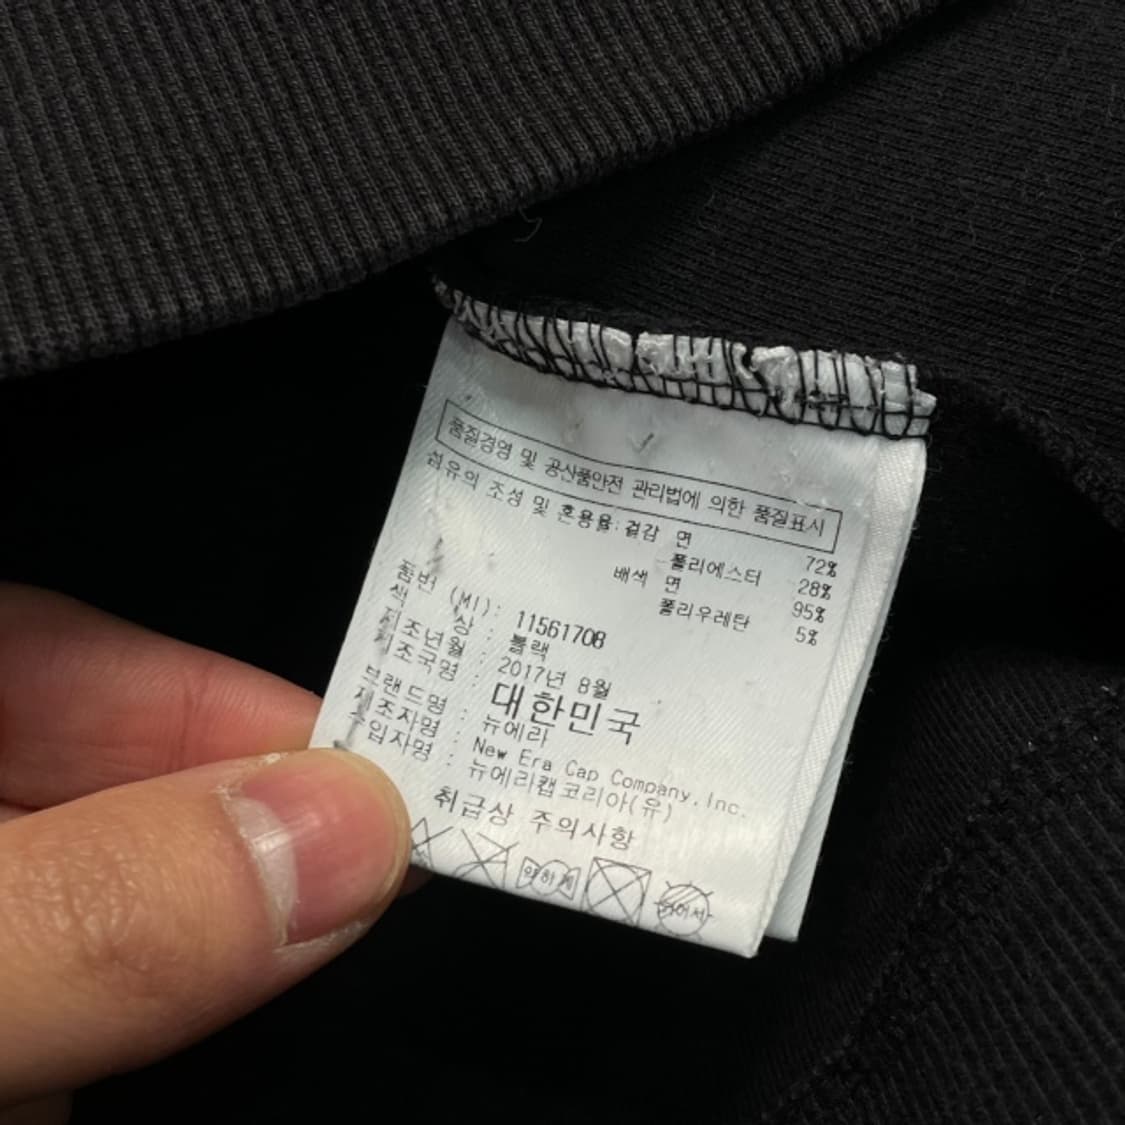 품질경영 및 공산품안전 관리법에 의한 품질표시
섬유의 조성 및 혼용율: 겉감 면 72%
폴리에스터 28%
배색 면 95%
폴리우레탄 5%
품번 (MI): 11561708
색 상 : 블랙
제조년월 : 2017년 8월
제조국명 : 대한민국
브랜드명 : 뉴에라
제조자명 : New Era Cap Company, Inc.
수입자명 : 뉴에라캡코리아(유)
취급상 주의사항
약하게